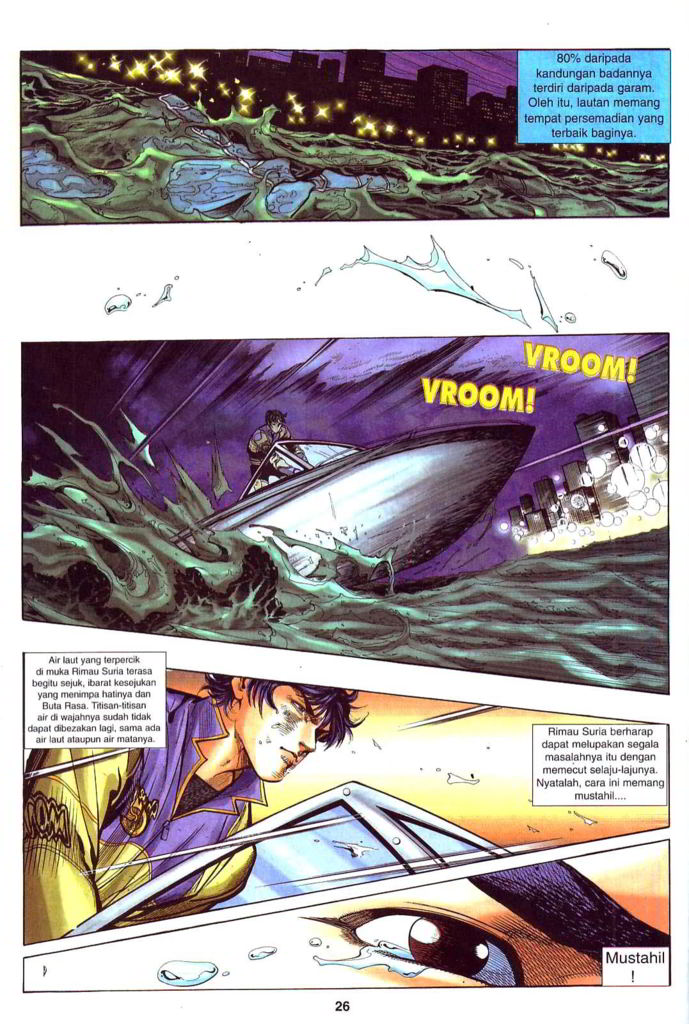 80% daripada
kandungan badannya
terdiri daripada garam.
Oleh itu, lautan memang
tempat persemadian yang
terbaik baginya.
VROOM!
VROOM!
Air laut yang terpercik
di muka Rimau Suria terasa
begitu sejuk, ibarat kesejukan
yang menimpa hatinya dan
Buta Rasa. Titisan-titisan
air di wajahnya sudah tidak
dapat dibezakan lagi, sama ada
air laut ataupun air matanya.
Rimau Suria berharap
dapat melupakan segala
masalahnya itu dengan
memecut selaju-lajunya.
Nyatalah, cara ini memang
mustahil....
Mustahil
!
26